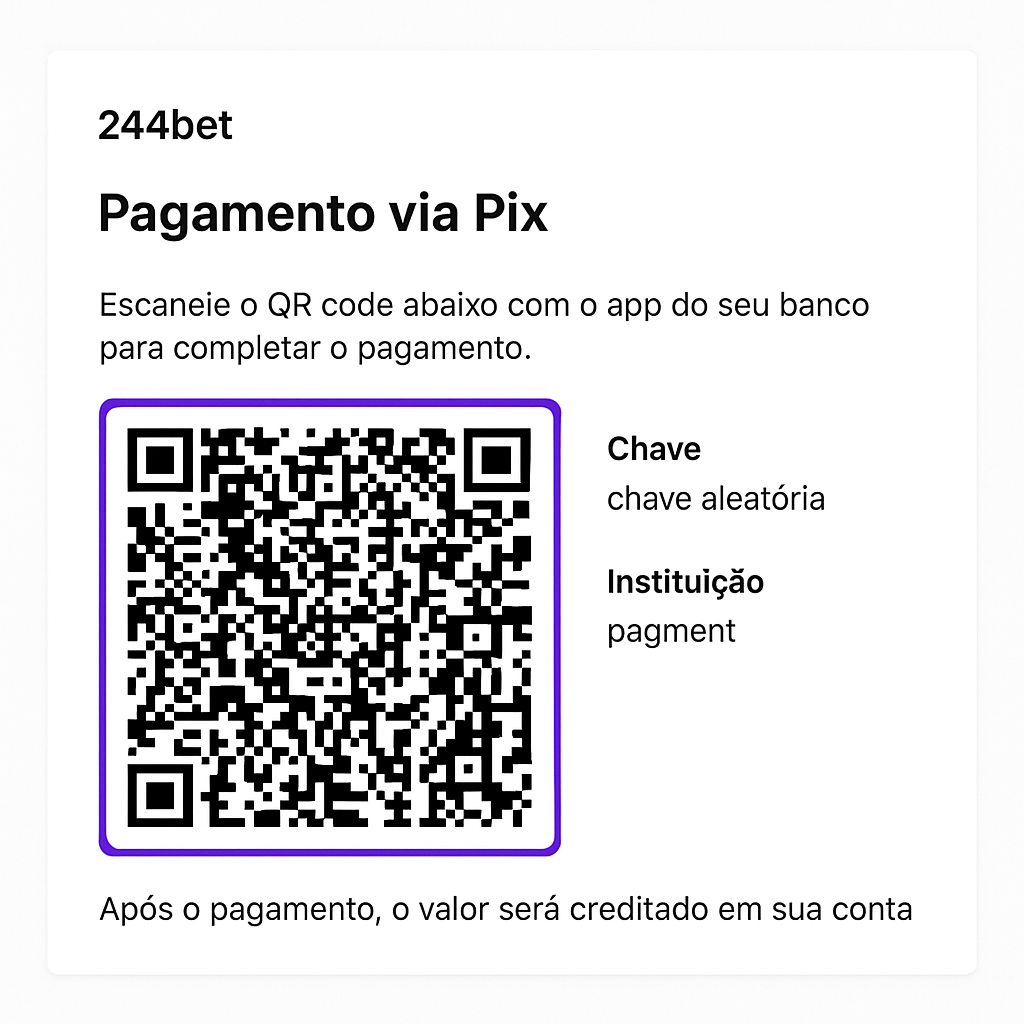 244bet
Pagamento via Pix
Escaneie o QR code abaixo com o app do seu banco
para completar o pagamento.
Chave
chave aleatória
Instituição
pagment
Após o pagamento, o valor será creditado em sua conta